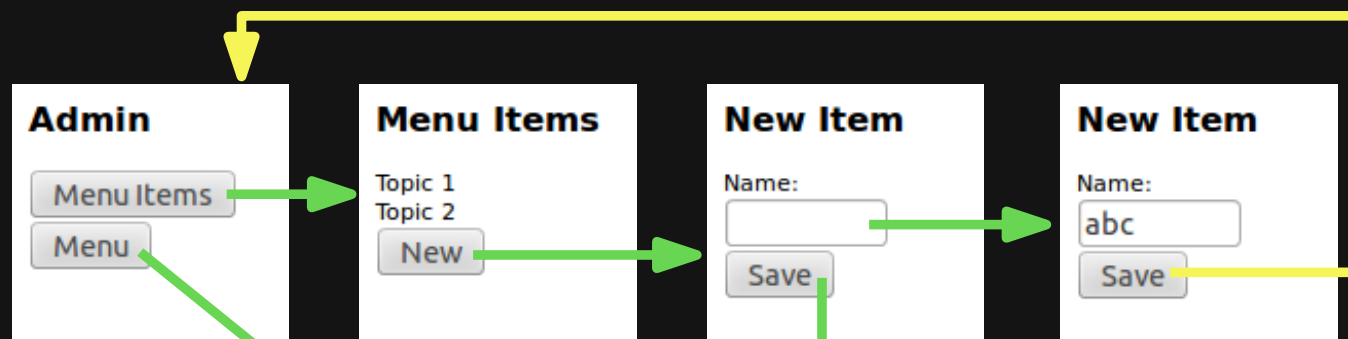 Admin
Menu Items
Menu
Menu Items
Topic 1
Topic 2
New
New Item
Name:
Save
New Item
Name:
abc
Save